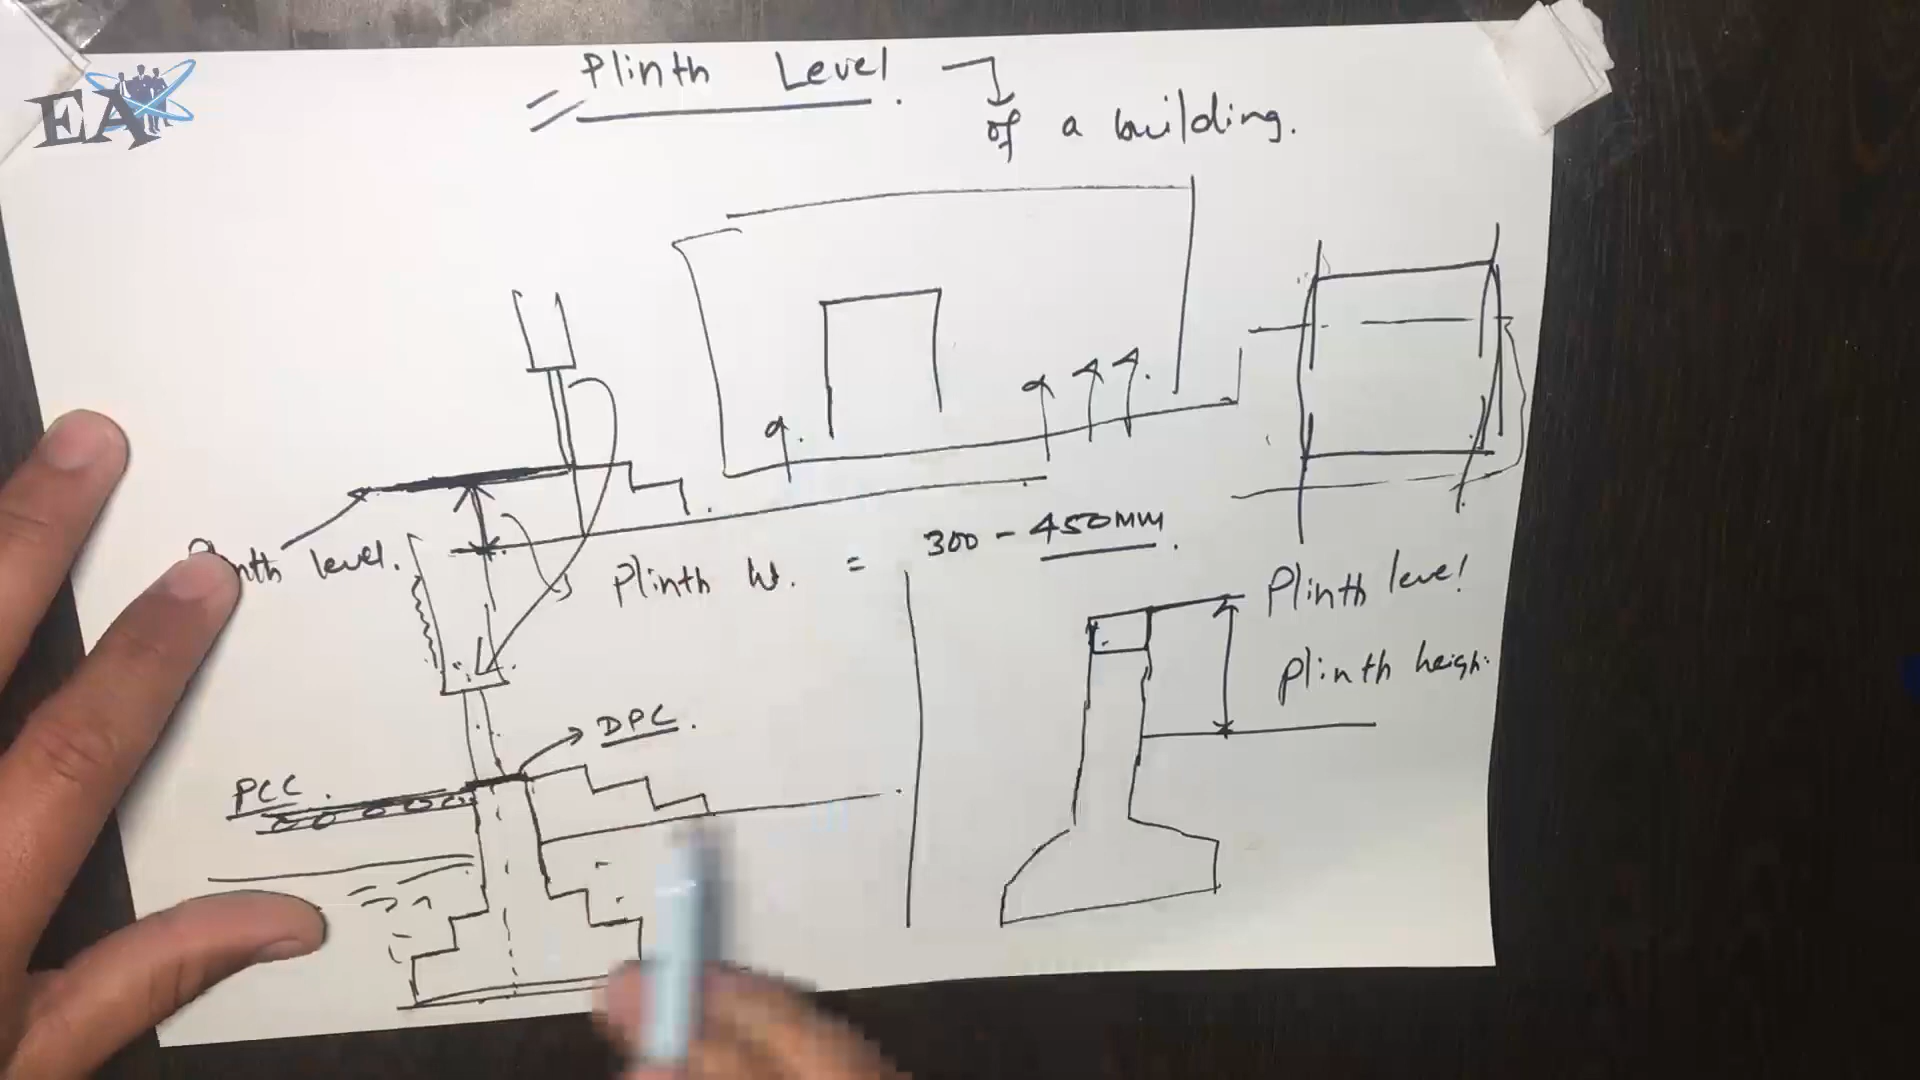 EA
Plinth Level
of a building.
300 - 450MM.
nth level.
Plinth ht. =
Plinth level
Plinth heigh
DPC.
PCC.